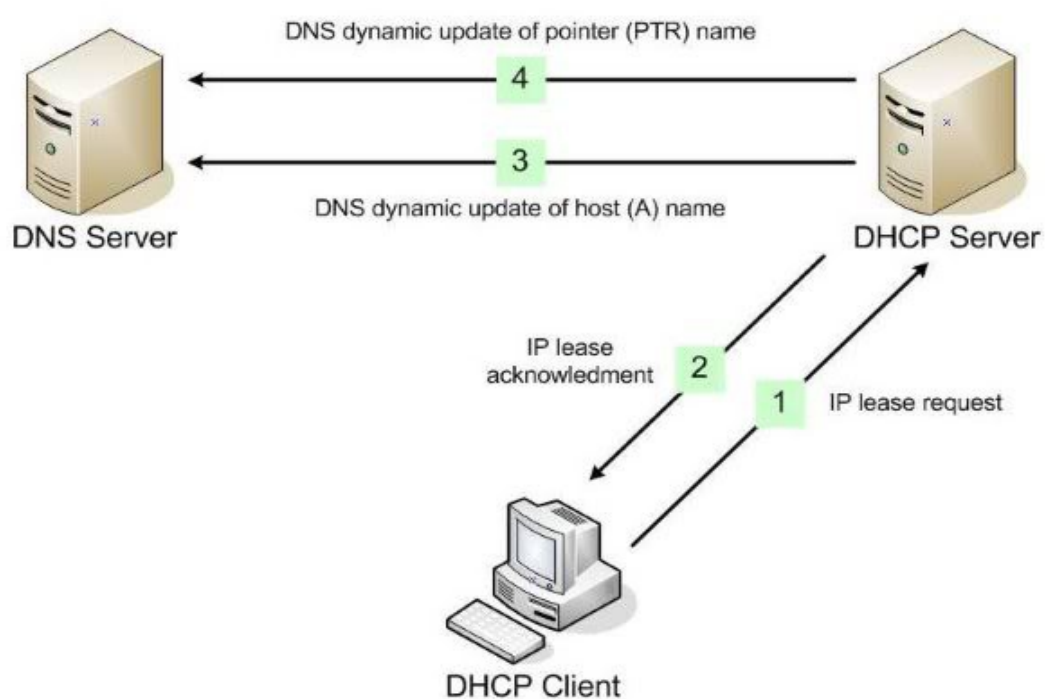 DNS dynamic update of pointer (PTR) name
4
3
DNS dynamic update of host (A) name
DNS Server
DHCP Server
IP lease
acknowledment
2
1
IP lease request
DHCP Client